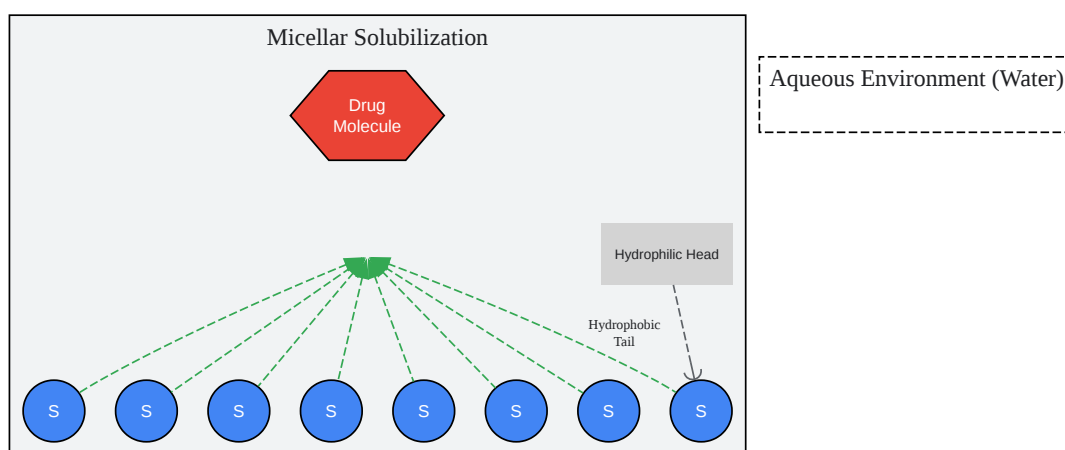 Micellar Solubilization
Aqueous Environment (Water)
Drug
Molecule
Hydrophilic Head
Hydrophobic
Tail
S
S
S
S
S
S
S
S